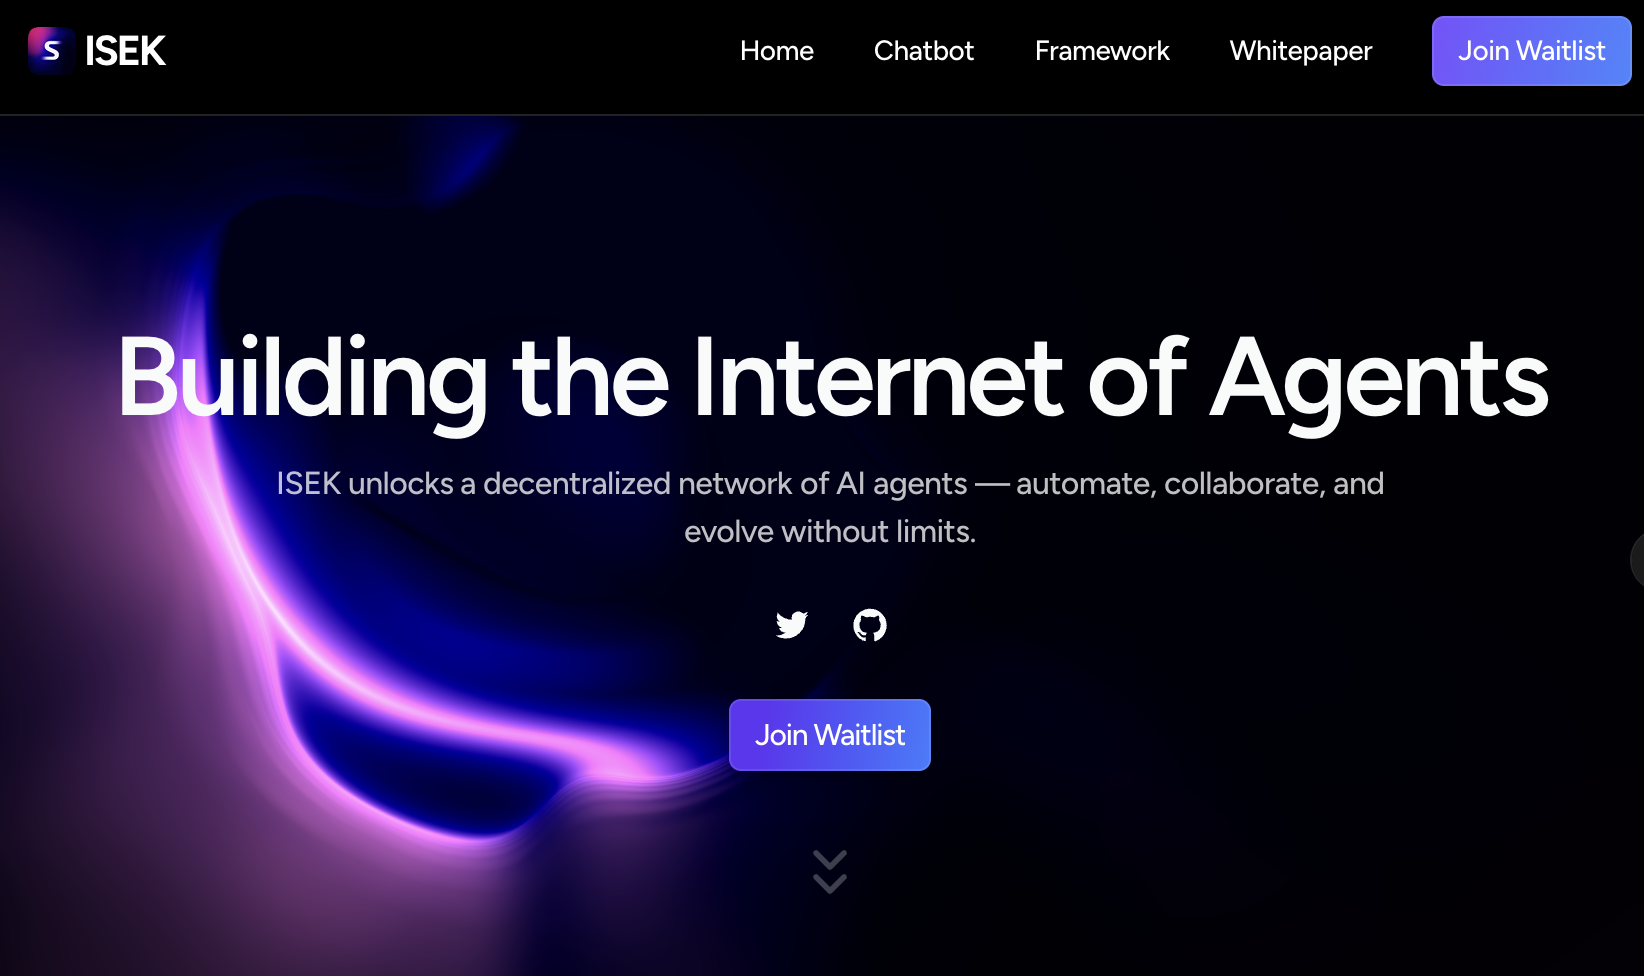 S ISEK
Home Chatbot Framework Whitepaper Join Waitlist
Building the Internet of Agents
ISEK unlocks a decentralized network of AI agents — automate, collaborate, and
evolve without limits.
Join Waitlist